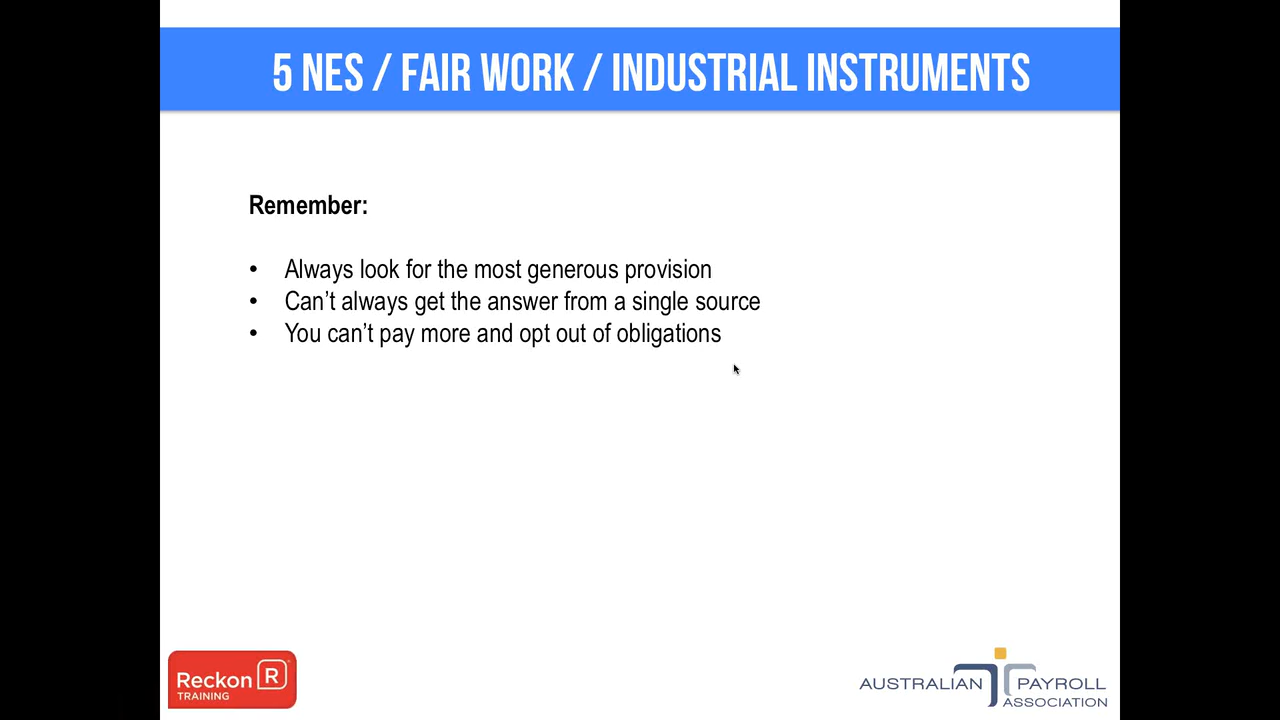 5 NES / FAIR WORK / INDUSTRIAL INSTRUMENTS
Remember:
• Always look for the most generous provision
• Can’t always get the answer from a single source
• You can’t pay more and opt out of obligations
Reckon R
TRAINING
AUSTRALIAN PAYROLL
ASSOCIATION